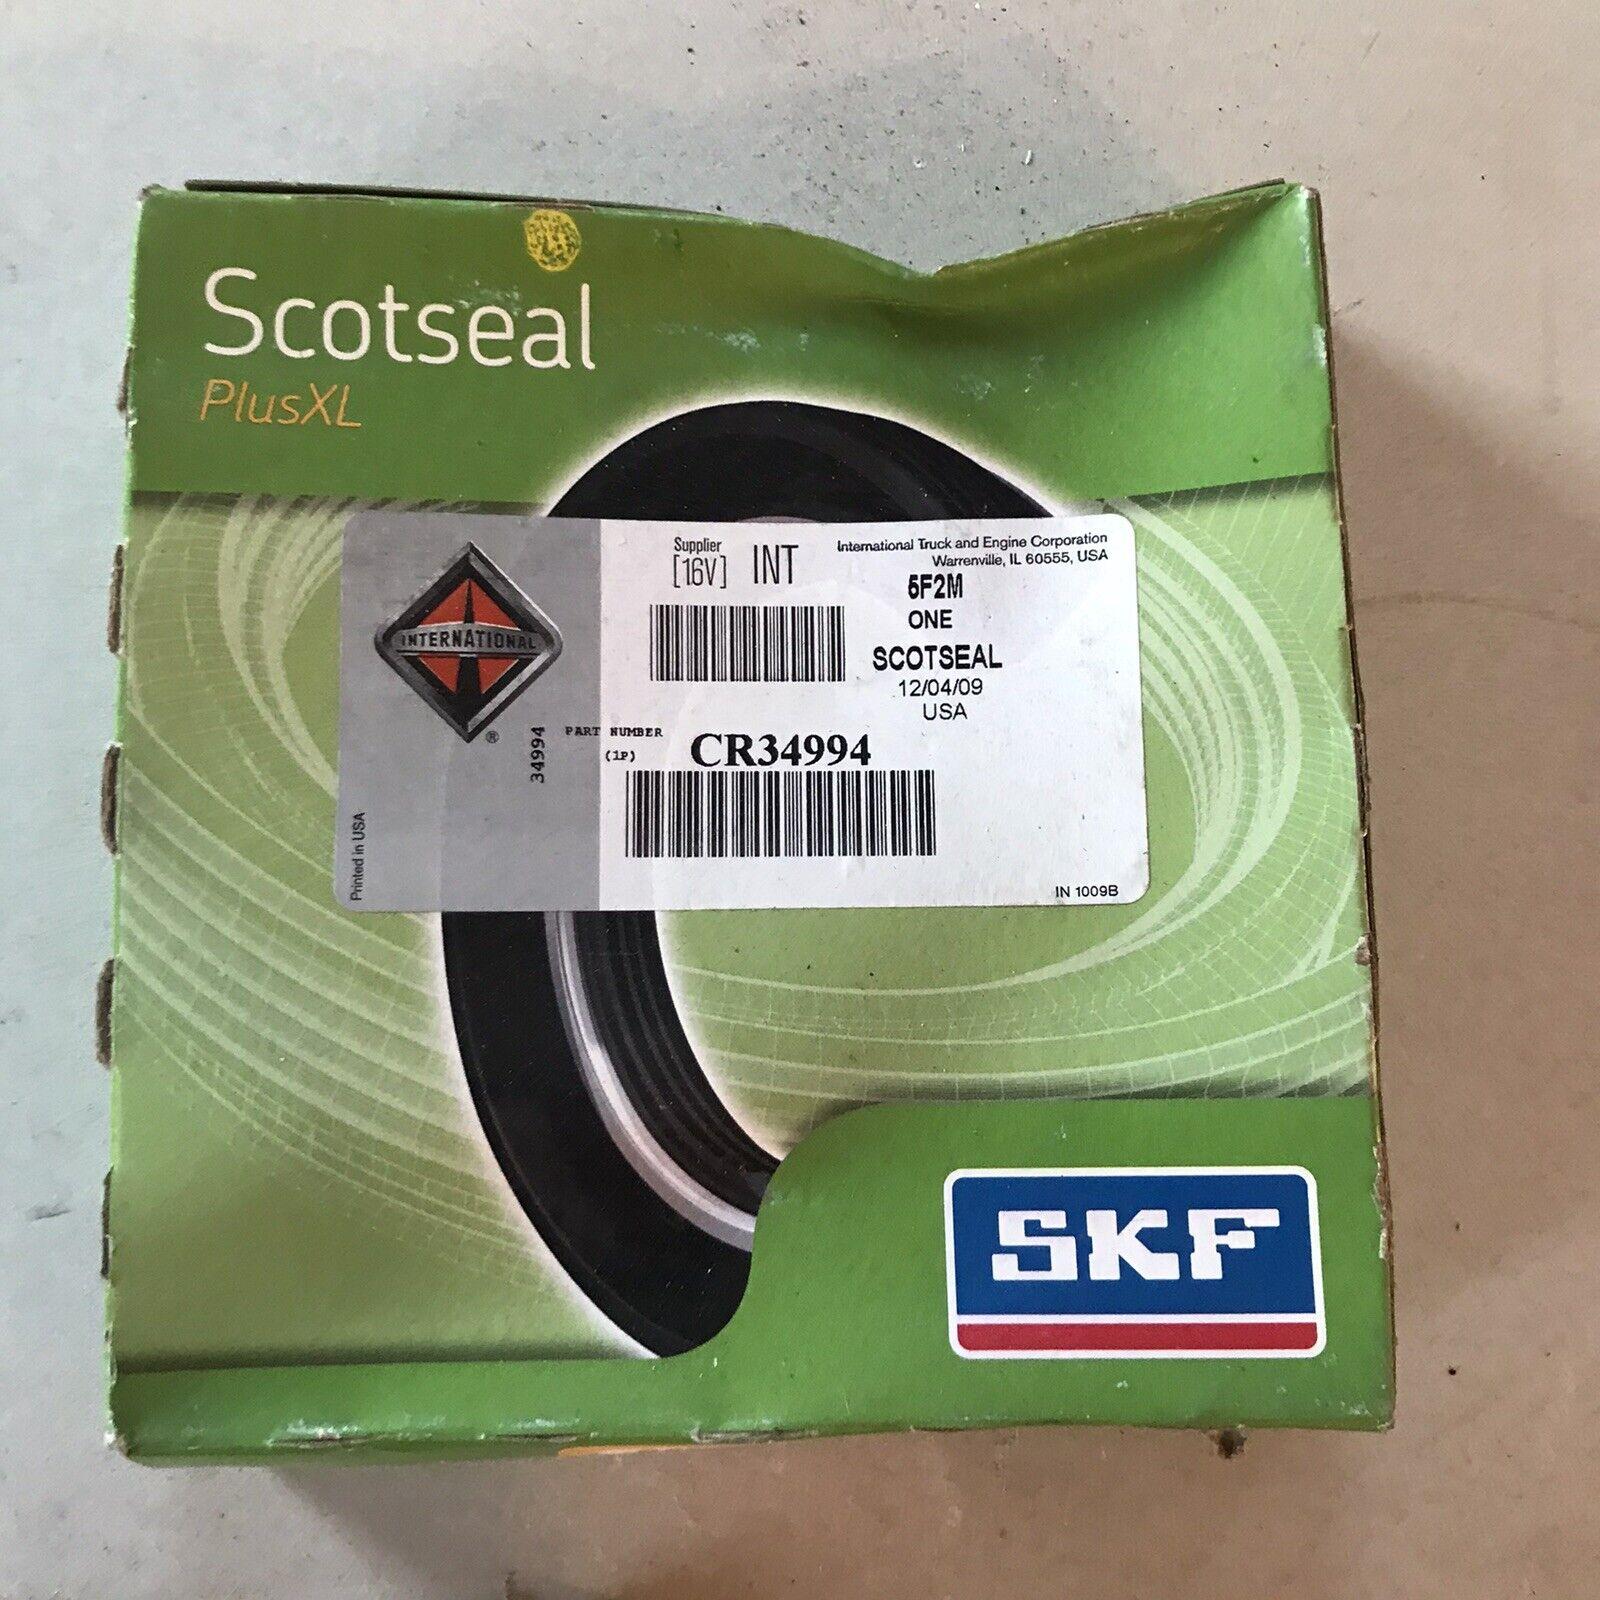 Scotseal
PlusXL
Supplier
[16V] INT
International Truck and Engine Corporation
Warrenville, IL 60555, USA
5F2M
ONE
SCOTSEAL
12/04/09
USA
INTERNATIONAL
®
34994
PART NUMBER
(1P) CR34994
Printed in USA
IN 1009B
SKF